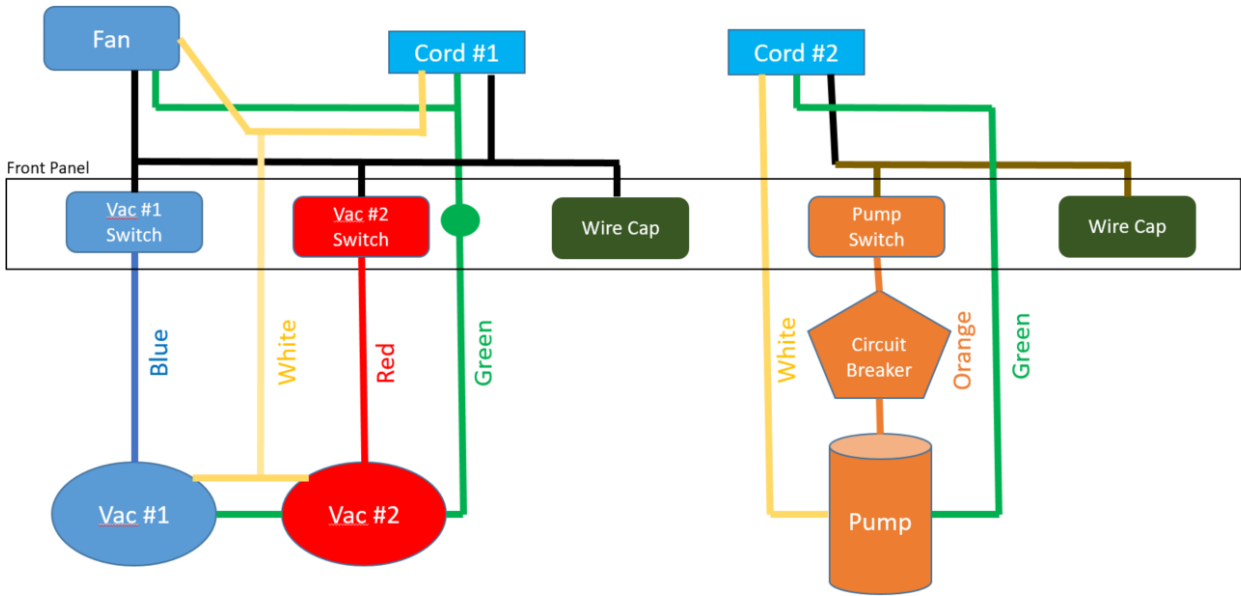 Fan
Cord #1
Cord #2
Front Panel
Vac #1
Switch
Vac #2
Switch
Wire Cap
Pump
Switch
Wire Cap
Blue
White
Red
Green
White
Circuit
Breaker
Orange
Green
Vac #1
Vac #2
Pump